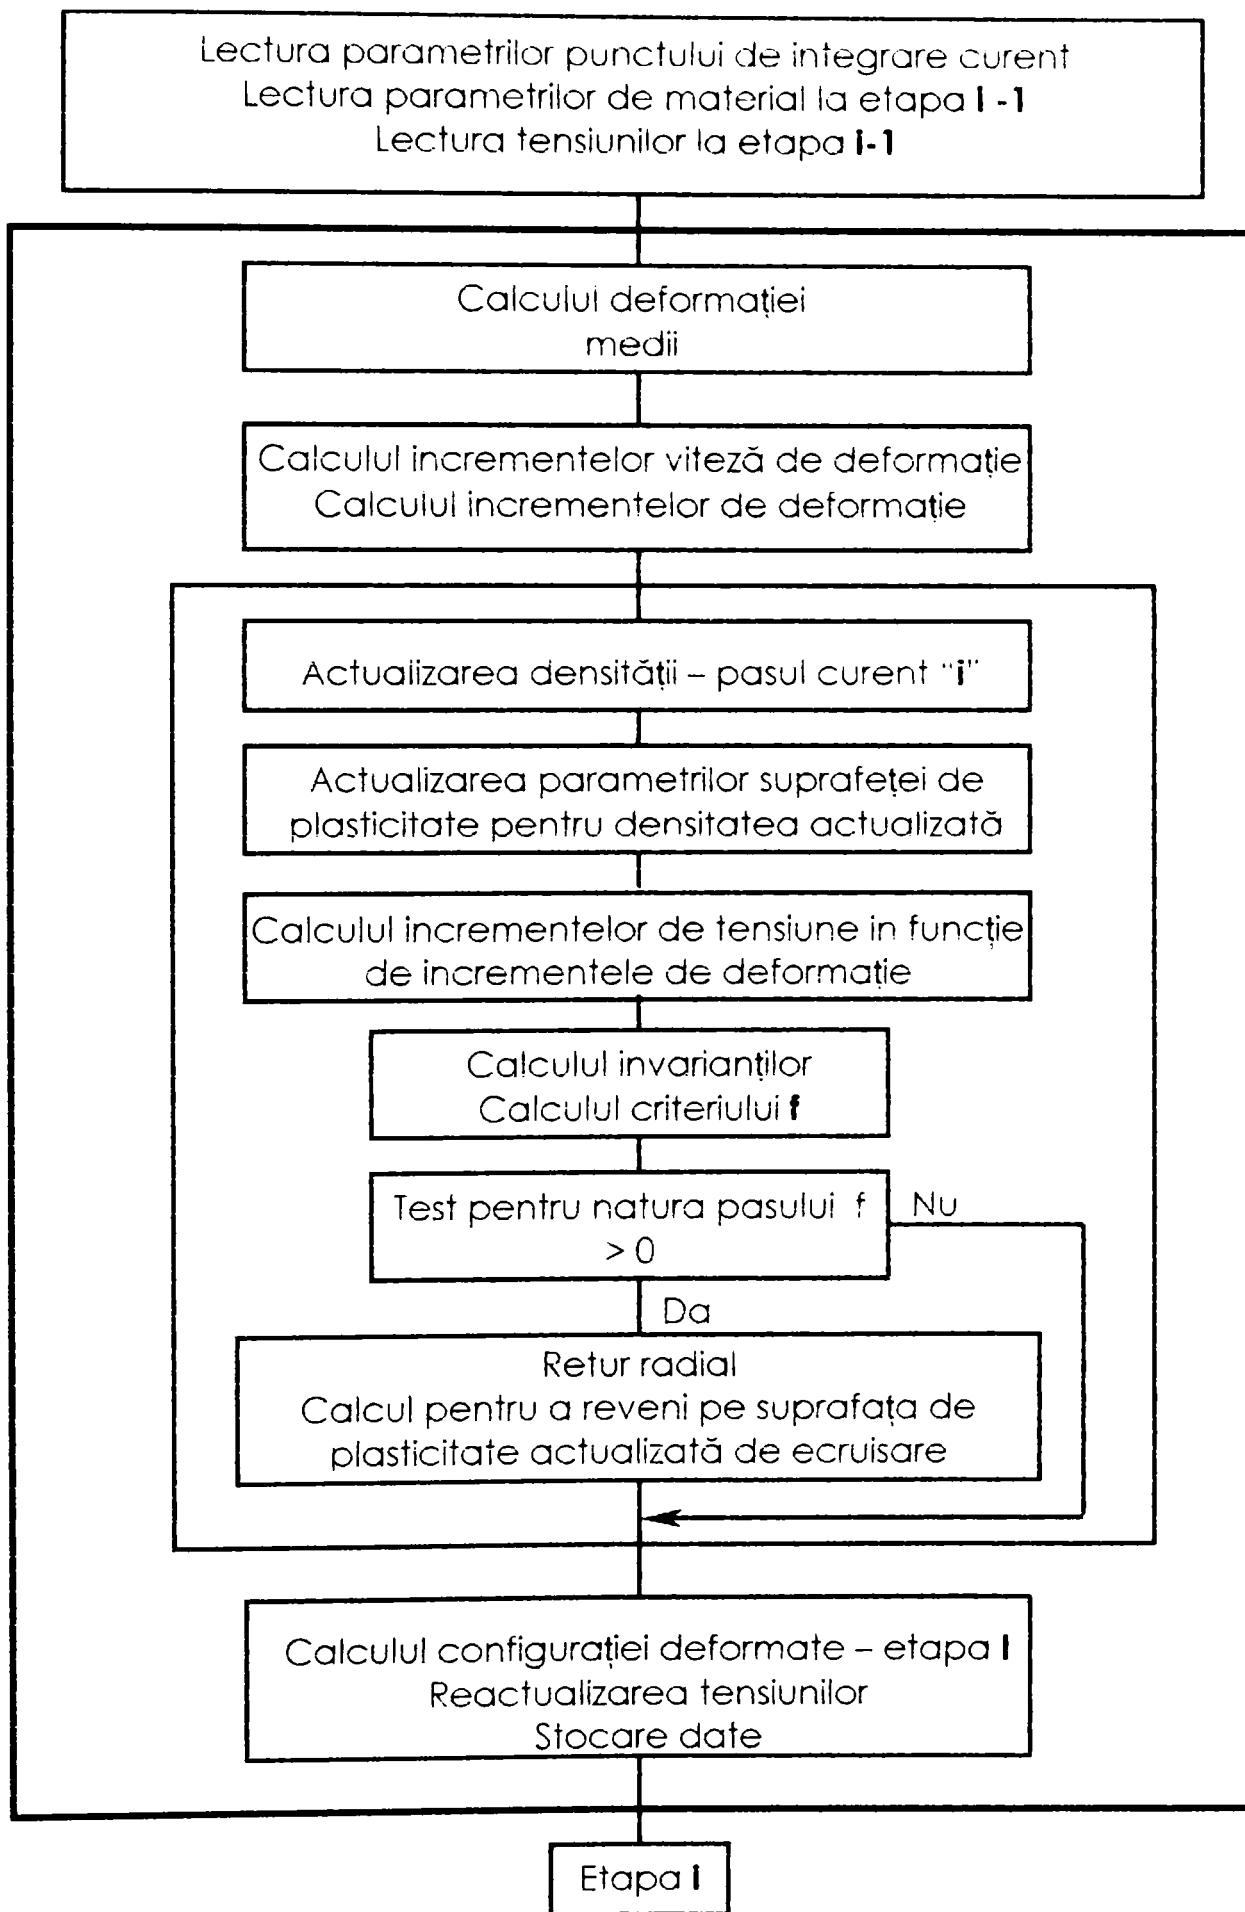 Lectura parametrilor punctului de integrare curent
Lectura parametrilor de material la etapa i -1
Lectura tensiunilor la etapa i-1
Calculul deformației
medii
Calculul incrementelor viteză de deformație
Calculul incrementelor de deformație
Actualizarea densității – pasul curent "i"
Actualizarea parametrilor suprafeței de
plasticitate pentru densitatea actualizată
Calculul incrementelor de tensiune in funcție
de incrementele de deformație
Calculul invarianților
Calculul criteriului f
Test pentru natura pasului f
> 0
Nu
Da
Retur radial
Calcul pentru a reveni pe suprafața de
plasticitate actualizată de ecruisare
Calculul configurației deformate – etapa i
Reactualizarea tensiunilor
Stocare date
Etapa i